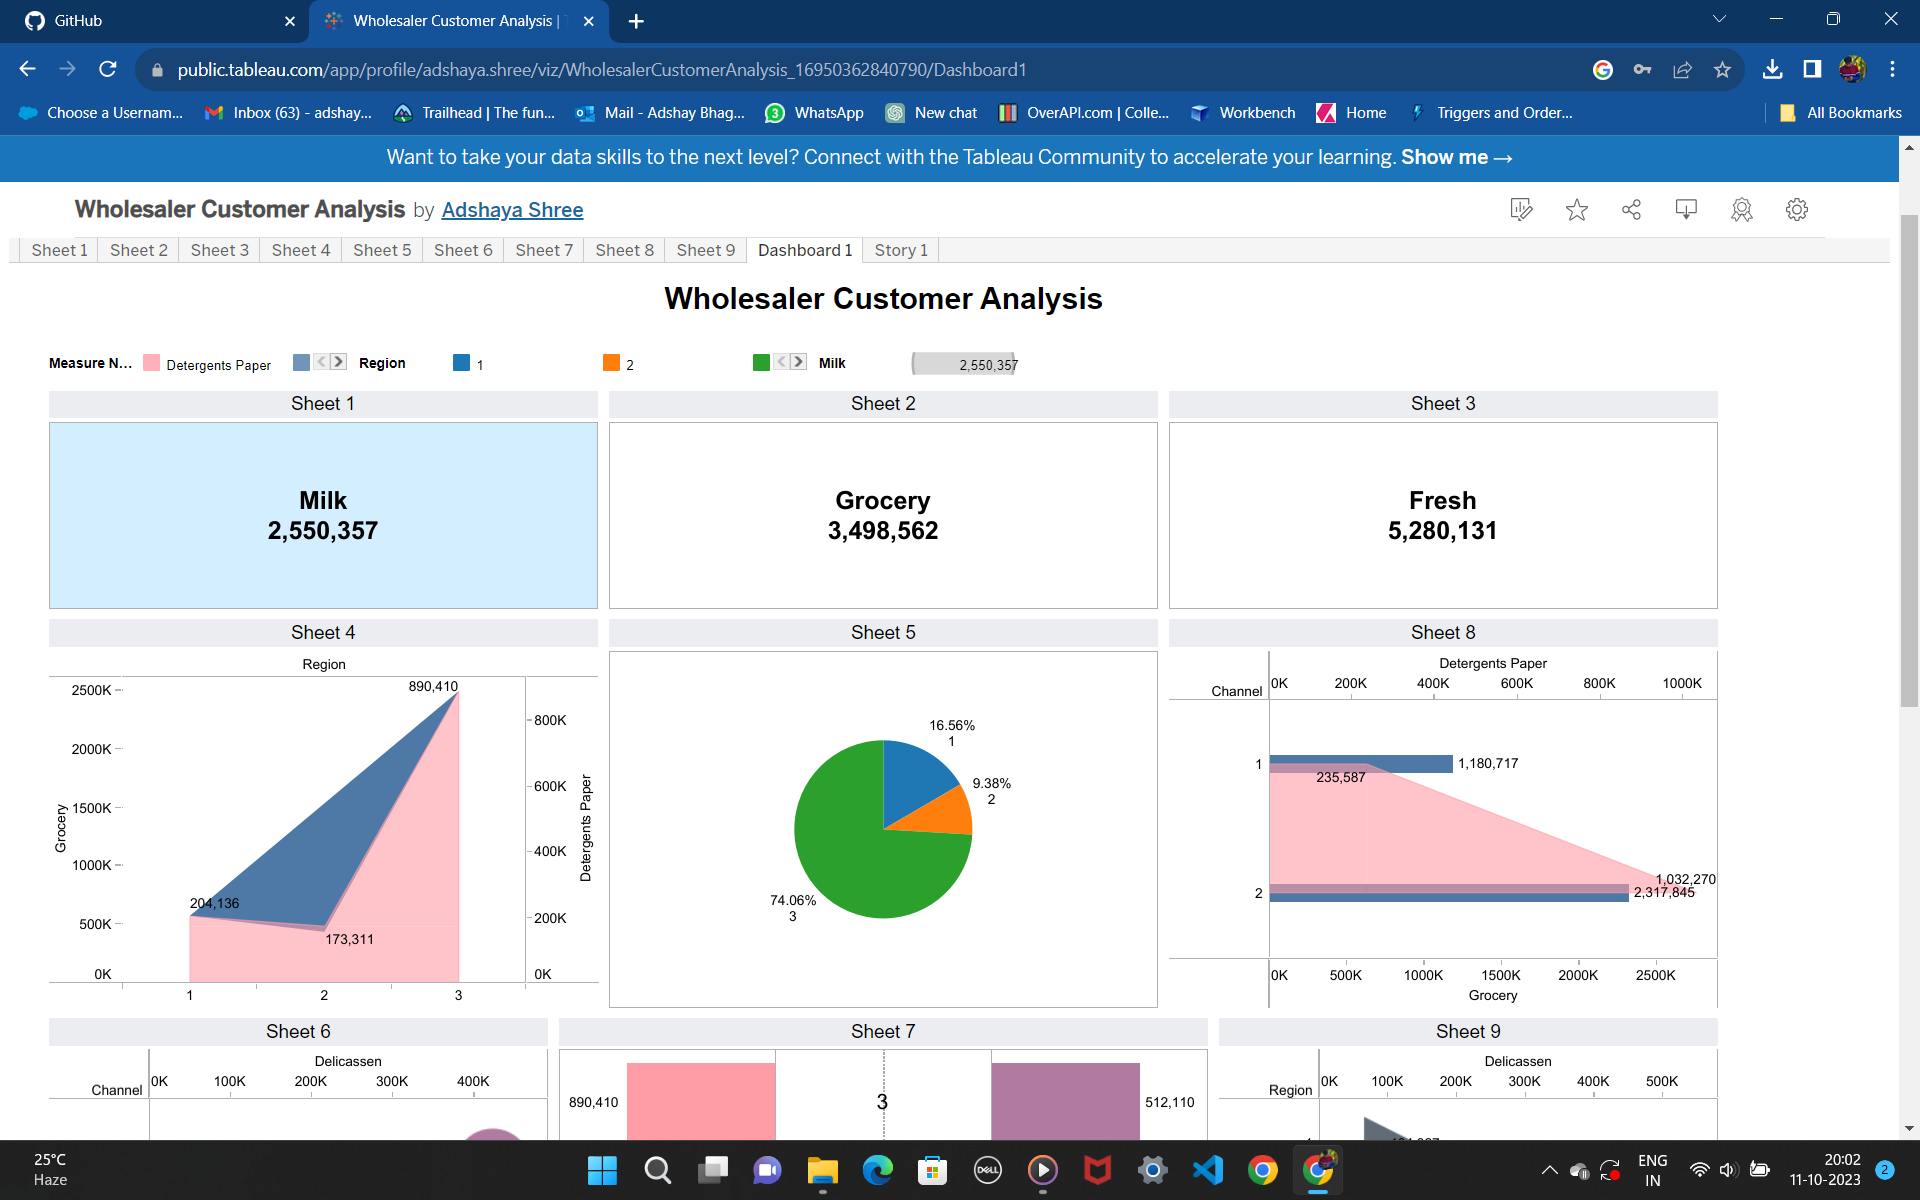 GitHub
Wholesaler Customer Analysis |
public.tableau.com/app/profile/adshaya.shree/viz/WholesalerCustomerAnalysis_16950362840790/Dashboard1
Choose a Usernam... Inbox (63) - adshay... Trailhead | The fun... Mail - Adshay Bhag... 3 WhatsApp New chat OverAPI.com | Colle... Workbench Home Triggers and Order... All Bookmarks
Want to take your data skills to the next level? Connect with the Tableau Community to accelerate your learning. Show me →
Wholesaler Customer Analysis by Adshaya Shree
Sheet 1 Sheet 2 Sheet 3 Sheet 4 Sheet 5 Sheet 6 Sheet 7 Sheet 8 Sheet 9 Dashboard 1 Story 1
Wholesaler Customer Analysis
Measure N... Detergents Paper Region 1 2 Milk 2,550,357
Sheet 1
Milk
2,550,357
Sheet 2
Grocery
3,498,562
Sheet 3
Fresh
5,280,131
Sheet 4
Region
2500K
2000K
1500K
1000K
500K
0K
Grocery
890,410
204,136
173,311
800K
600K
400K
200K
0K
Detergents Paper
1 2 3
Sheet 5
16.56%
1
9.38%
2
74.06%
3
Sheet 8
Detergents Paper
Channel 0K 200K 400K 600K 800K 1000K
1 1,180,717
235,587
1,032,270
2 2,317,845
0K 500K 1000K 1500K 2000K 2500K
Grocery
Sheet 6
Delicassen
Channel 0K 100K 200K 300K 400K
Sheet 7
890,410 3 512,110
Sheet 9
Delicassen
Region 0K 100K 200K 300K 400K 500K
25°C
Haze
DELL
ENG
IN
20:02
11-10-2023
2